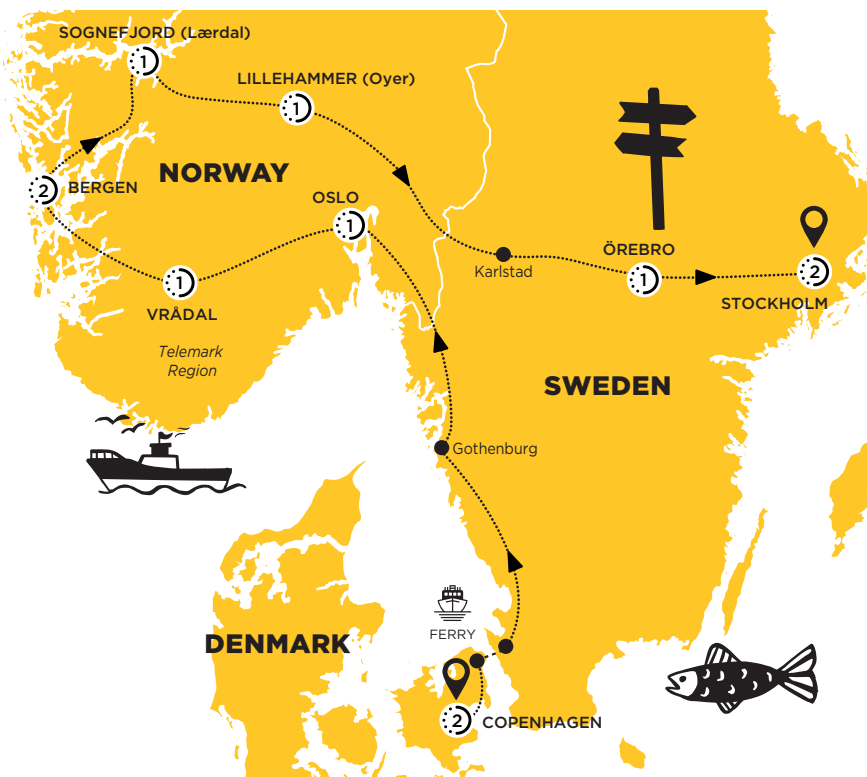 SOGNEFJORD (Lærdal)
1
LILLEHAMMER (Oyer)
1
NORWAY
2
BERGEN
OSLO
1
Karlstad
ÖREBRO
1
2
STOCKHOLM
1
VRÅDAL
Telemark
Region
SWEDEN
Gothenburg
FERRY
DENMARK
2
COPENHAGEN